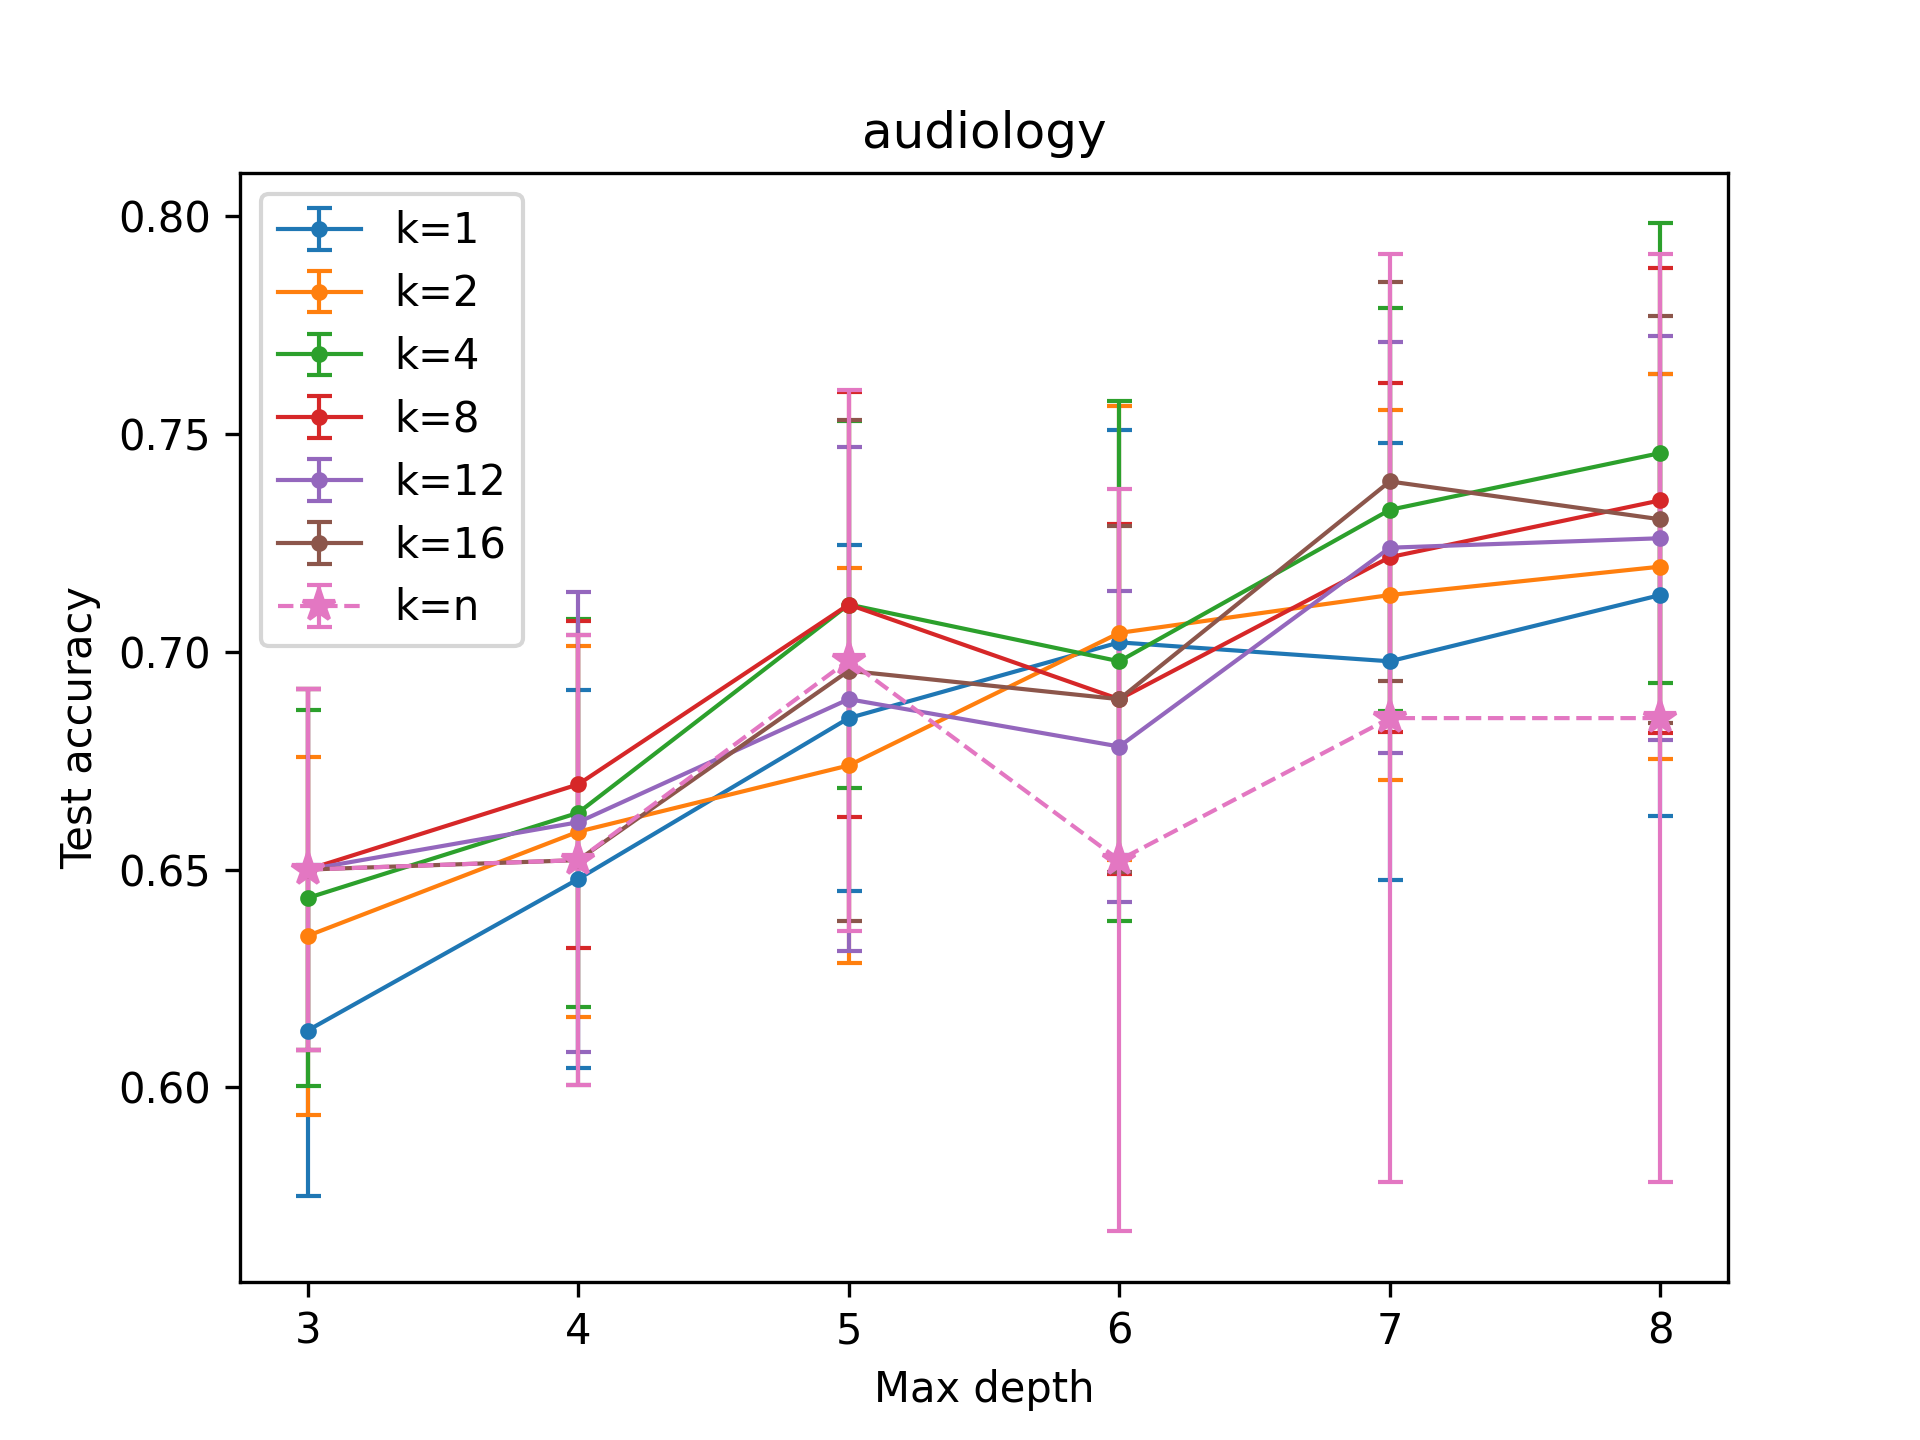 audiology
k=1
k=2
k=4
k=8
k=12
k=16
k=n
Test accuracy
0.80
0.75
0.70
0.65
0.60
3 4 5 6 7 8
Max depth